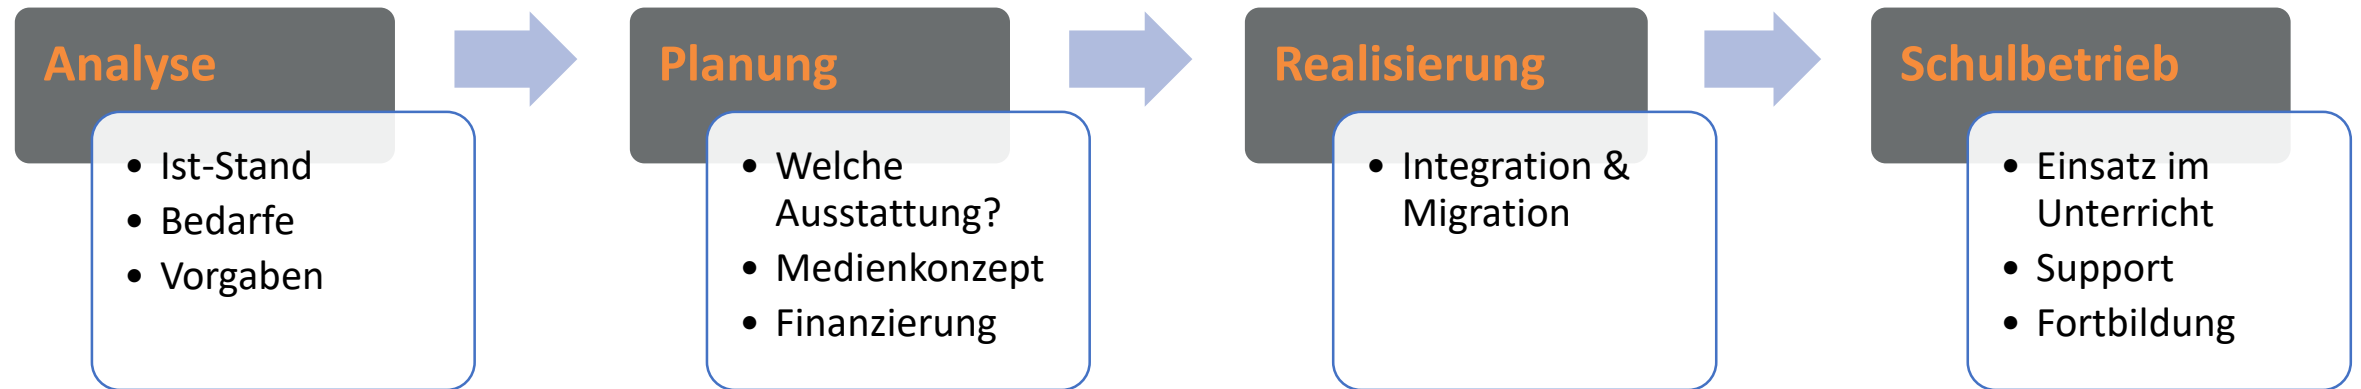 Analyse
• Ist-Stand
• Bedarfe
• Vorgaben
Planung
• Welche
Ausstattung?
• Medienkonzept
• Finanzierung
Realisierung
• Integration &
Migration
Schulbetrieb
• Einsatz im
Unterricht
• Support
• Fortbildung